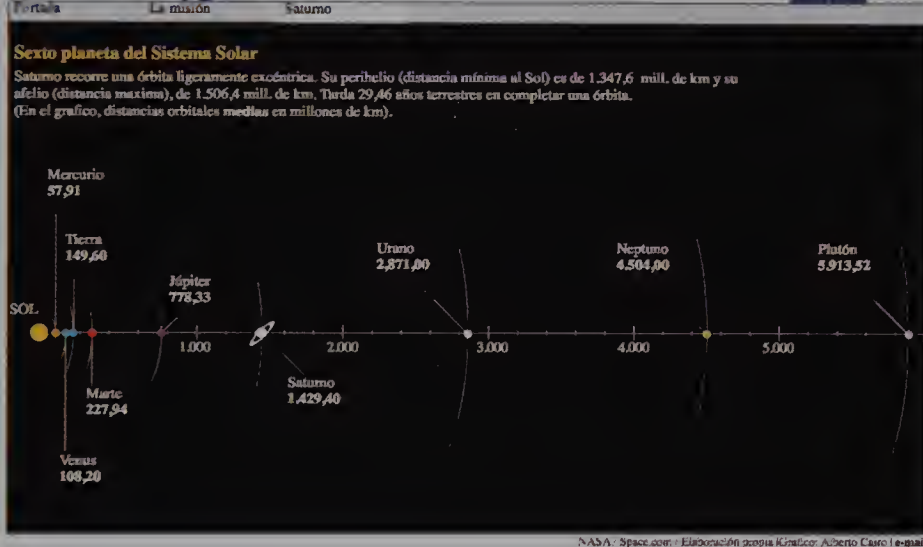 Portada La misión Saturno
Sexto planeta del Sistema Solar
Saturno recorre una órbita ligeramente excéntrica. Su perihelio (distancia mínima al Sol) es de 1.347,6 mill. de km y su
afelio (distancia maxima), de 1.506,4 mill. de km. Tarda 29,46 años terrestres en completar una órbita.
(En el grafico, distancias orbitales medias en millones de km).
Mercurio
57,91
Tierra
149,60
Júpiter
778,33
Urano
2,871,00
Neptuno
4.504,00
Plutón
5.913,52
SOL
1.000 2.000 3.000 4.000 5.000
Saturno
1.429,40
Marte
227,94
Venus
108,20
NASA / Space.com / Elaboración propia (Gráfico: Alberto Cairo | e-mai